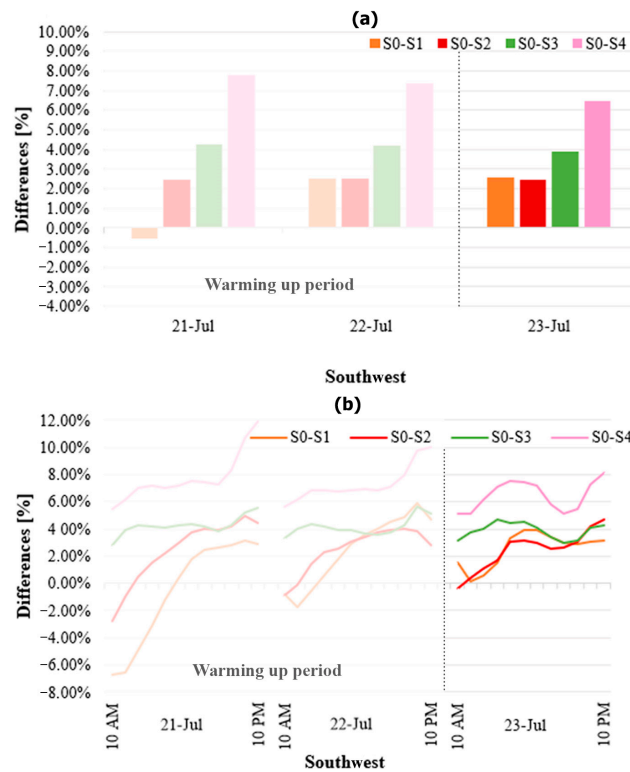 (a)
10.00%
9.00%
8.00%
7.00%
6.00%
5.00%
4.00%
3.00%
2.00%
1.00%
0.00%
−1.00%
−2.00%
−3.00%
−4.00%
Differences [%]
S0-S1 S0-S2 S0-S3 S0-S4
Warming up period
21-Jul 22-Jul 23-Jul
Southwest
(b)
12.00%
10.00%
8.00%
6.00%
4.00%
2.00%
0.00%
−2.00%
−4.00%
−6.00%
−8.00%
Differences [%]
S0-S1 S0-S2 S0-S3 S0-S4
Warming up period
10 AM 21-Jul 10 PM 10 AM 22-Jul 10 PM 10 AM 23-Jul 10 PM
Southwest